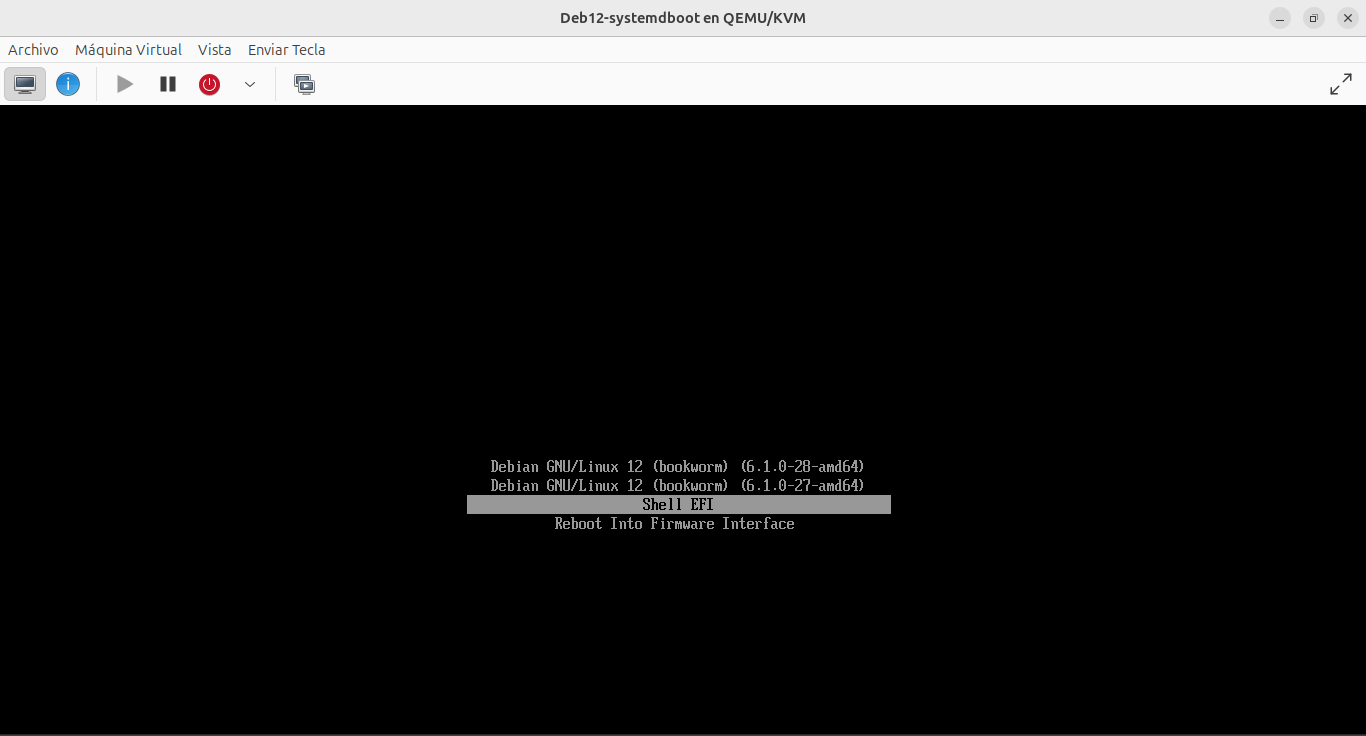 Deb12-systemdboot en QEMU/KVM
Archivo Máquina Virtual Vista Enviar Tecla
Debian GNU/Linux 12 (bookworm) (6.1.0-28-amd64)
Debian GNU/Linux 12 (bookworm) (6.1.0-27-amd64)
Shell EFI
Reboot Into Firmware Interface